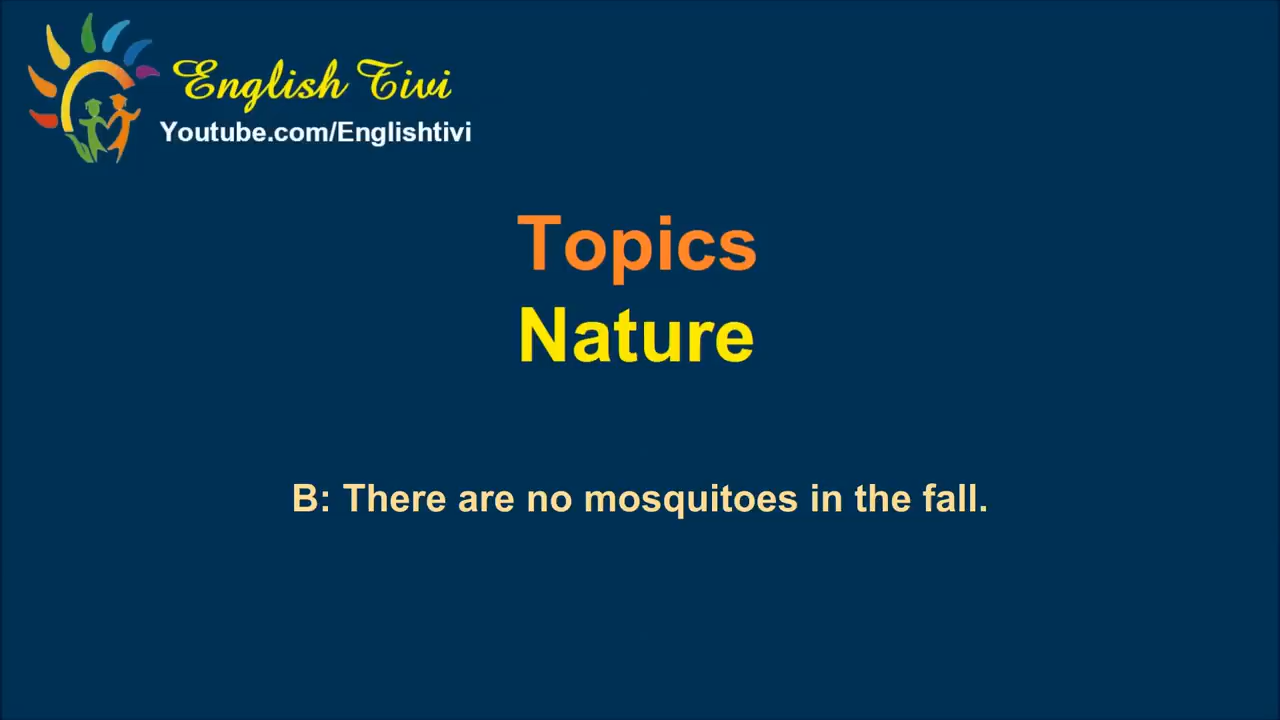 English Tivi
Youtube.com/Englishtivi
Topics
Nature
B: There are no mosquitoes in the fall.